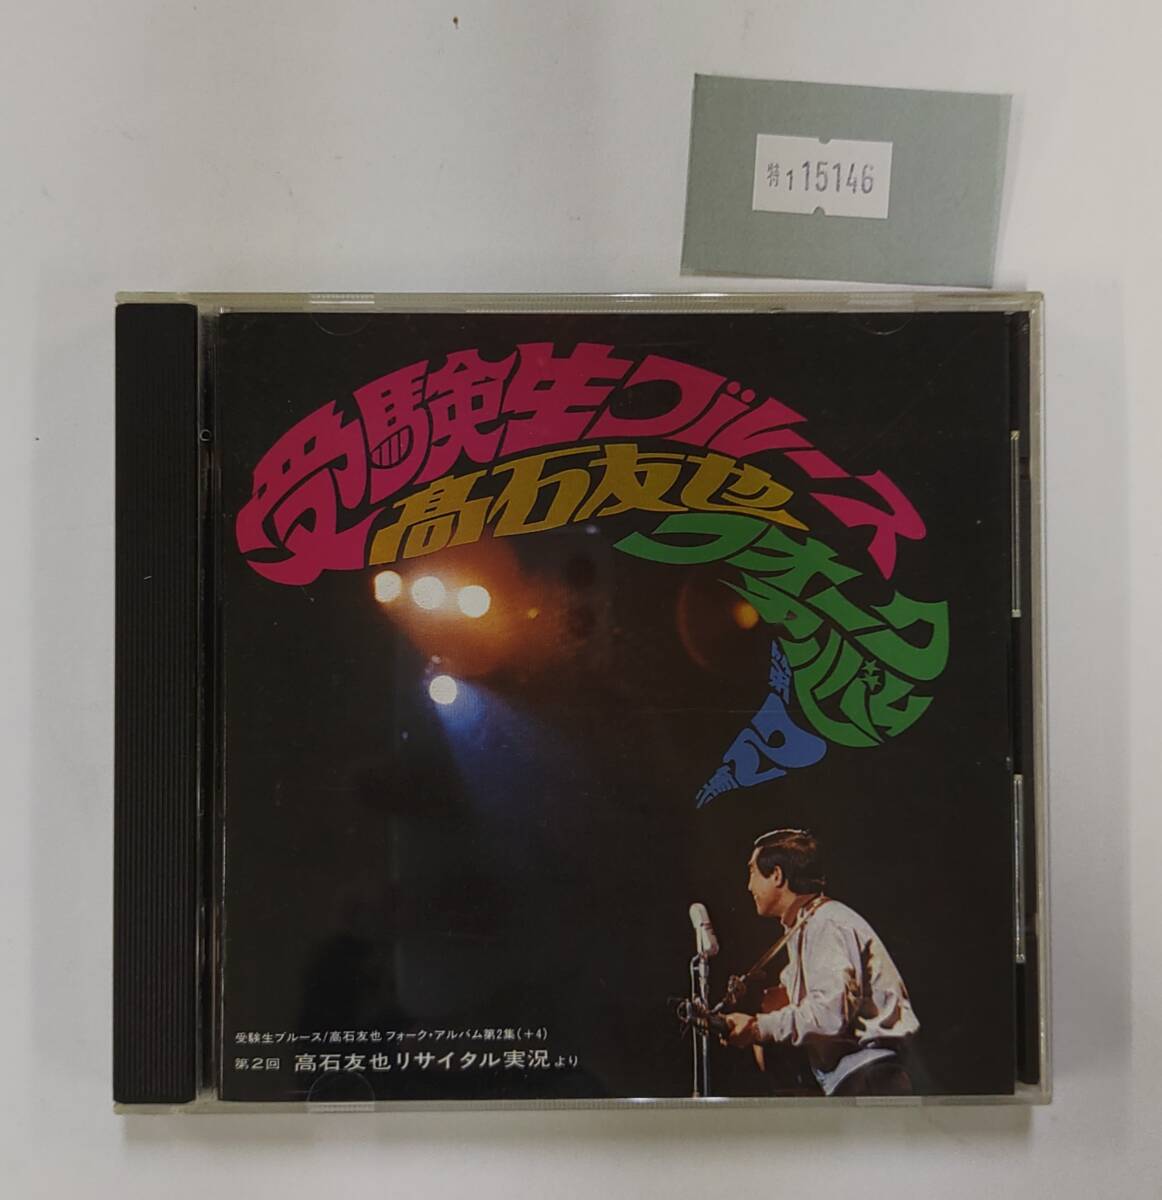 特1 15146
受験生ブルース
高石友也
フォーク
アルバム
第2集
受験生ブルース/高石友也 フォーク・アルバム第2集(+4)
第2回 高石友也リサイタル実況より